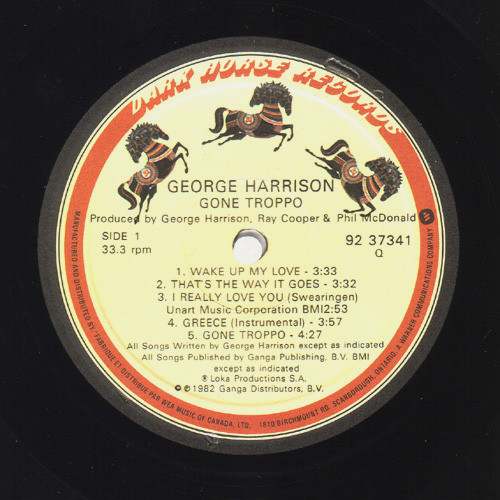 DARK HORSE RECORDS
GEORGE HARRISON
GONE TROPPO
Produced by George Harrison, Ray Cooper & Phil McDonald
SIDE 1
33.3 rpm
92 37341
Q
1. WAKE UP MY LOVE - 3:33
2. THAT'S THE WAY IT GOES - 3:32
3. I REALLY LOVE YOU (Swearingen)
Unart Music Corporation BMI2:53
4. GREECE (Instrumental) - 3:57
5. GONE TROPPO - 4:27
All Songs Written by George Harrison except as indicated
All Songs Published by Ganga Publishing, B.V. BMI
except as indicated
℗ Loka Productions S.A.
©℗1982 Ganga Distributors, B.V.
MANUFACTURED AND DISTRIBUTED BY, FABRIQUE ET DISTRIBUE PAR WEA MUSIC OF CANADA, LTD. 1810 BIRCHMOUNT RD. SCARBOROUGH, ONTARIO, A WARNER COMMUNICATIONS COMPANY